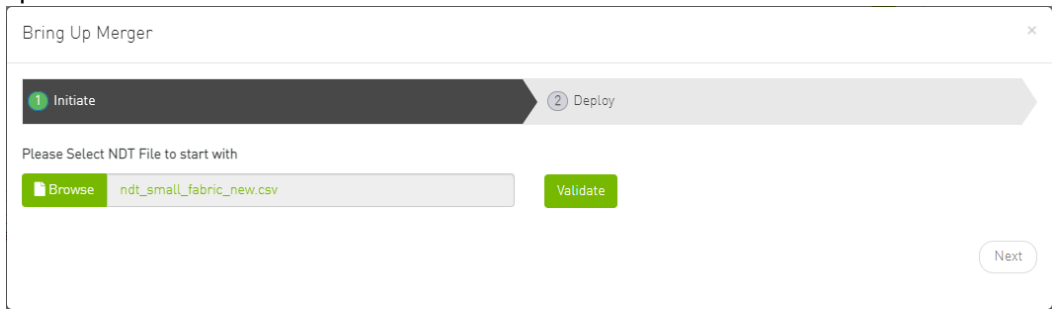 Bring Up Merger ×
1 Initiate 2 Deploy
Please Select NDT File to start with
Browse ndt_small_fabric_new.csv Validate
Next